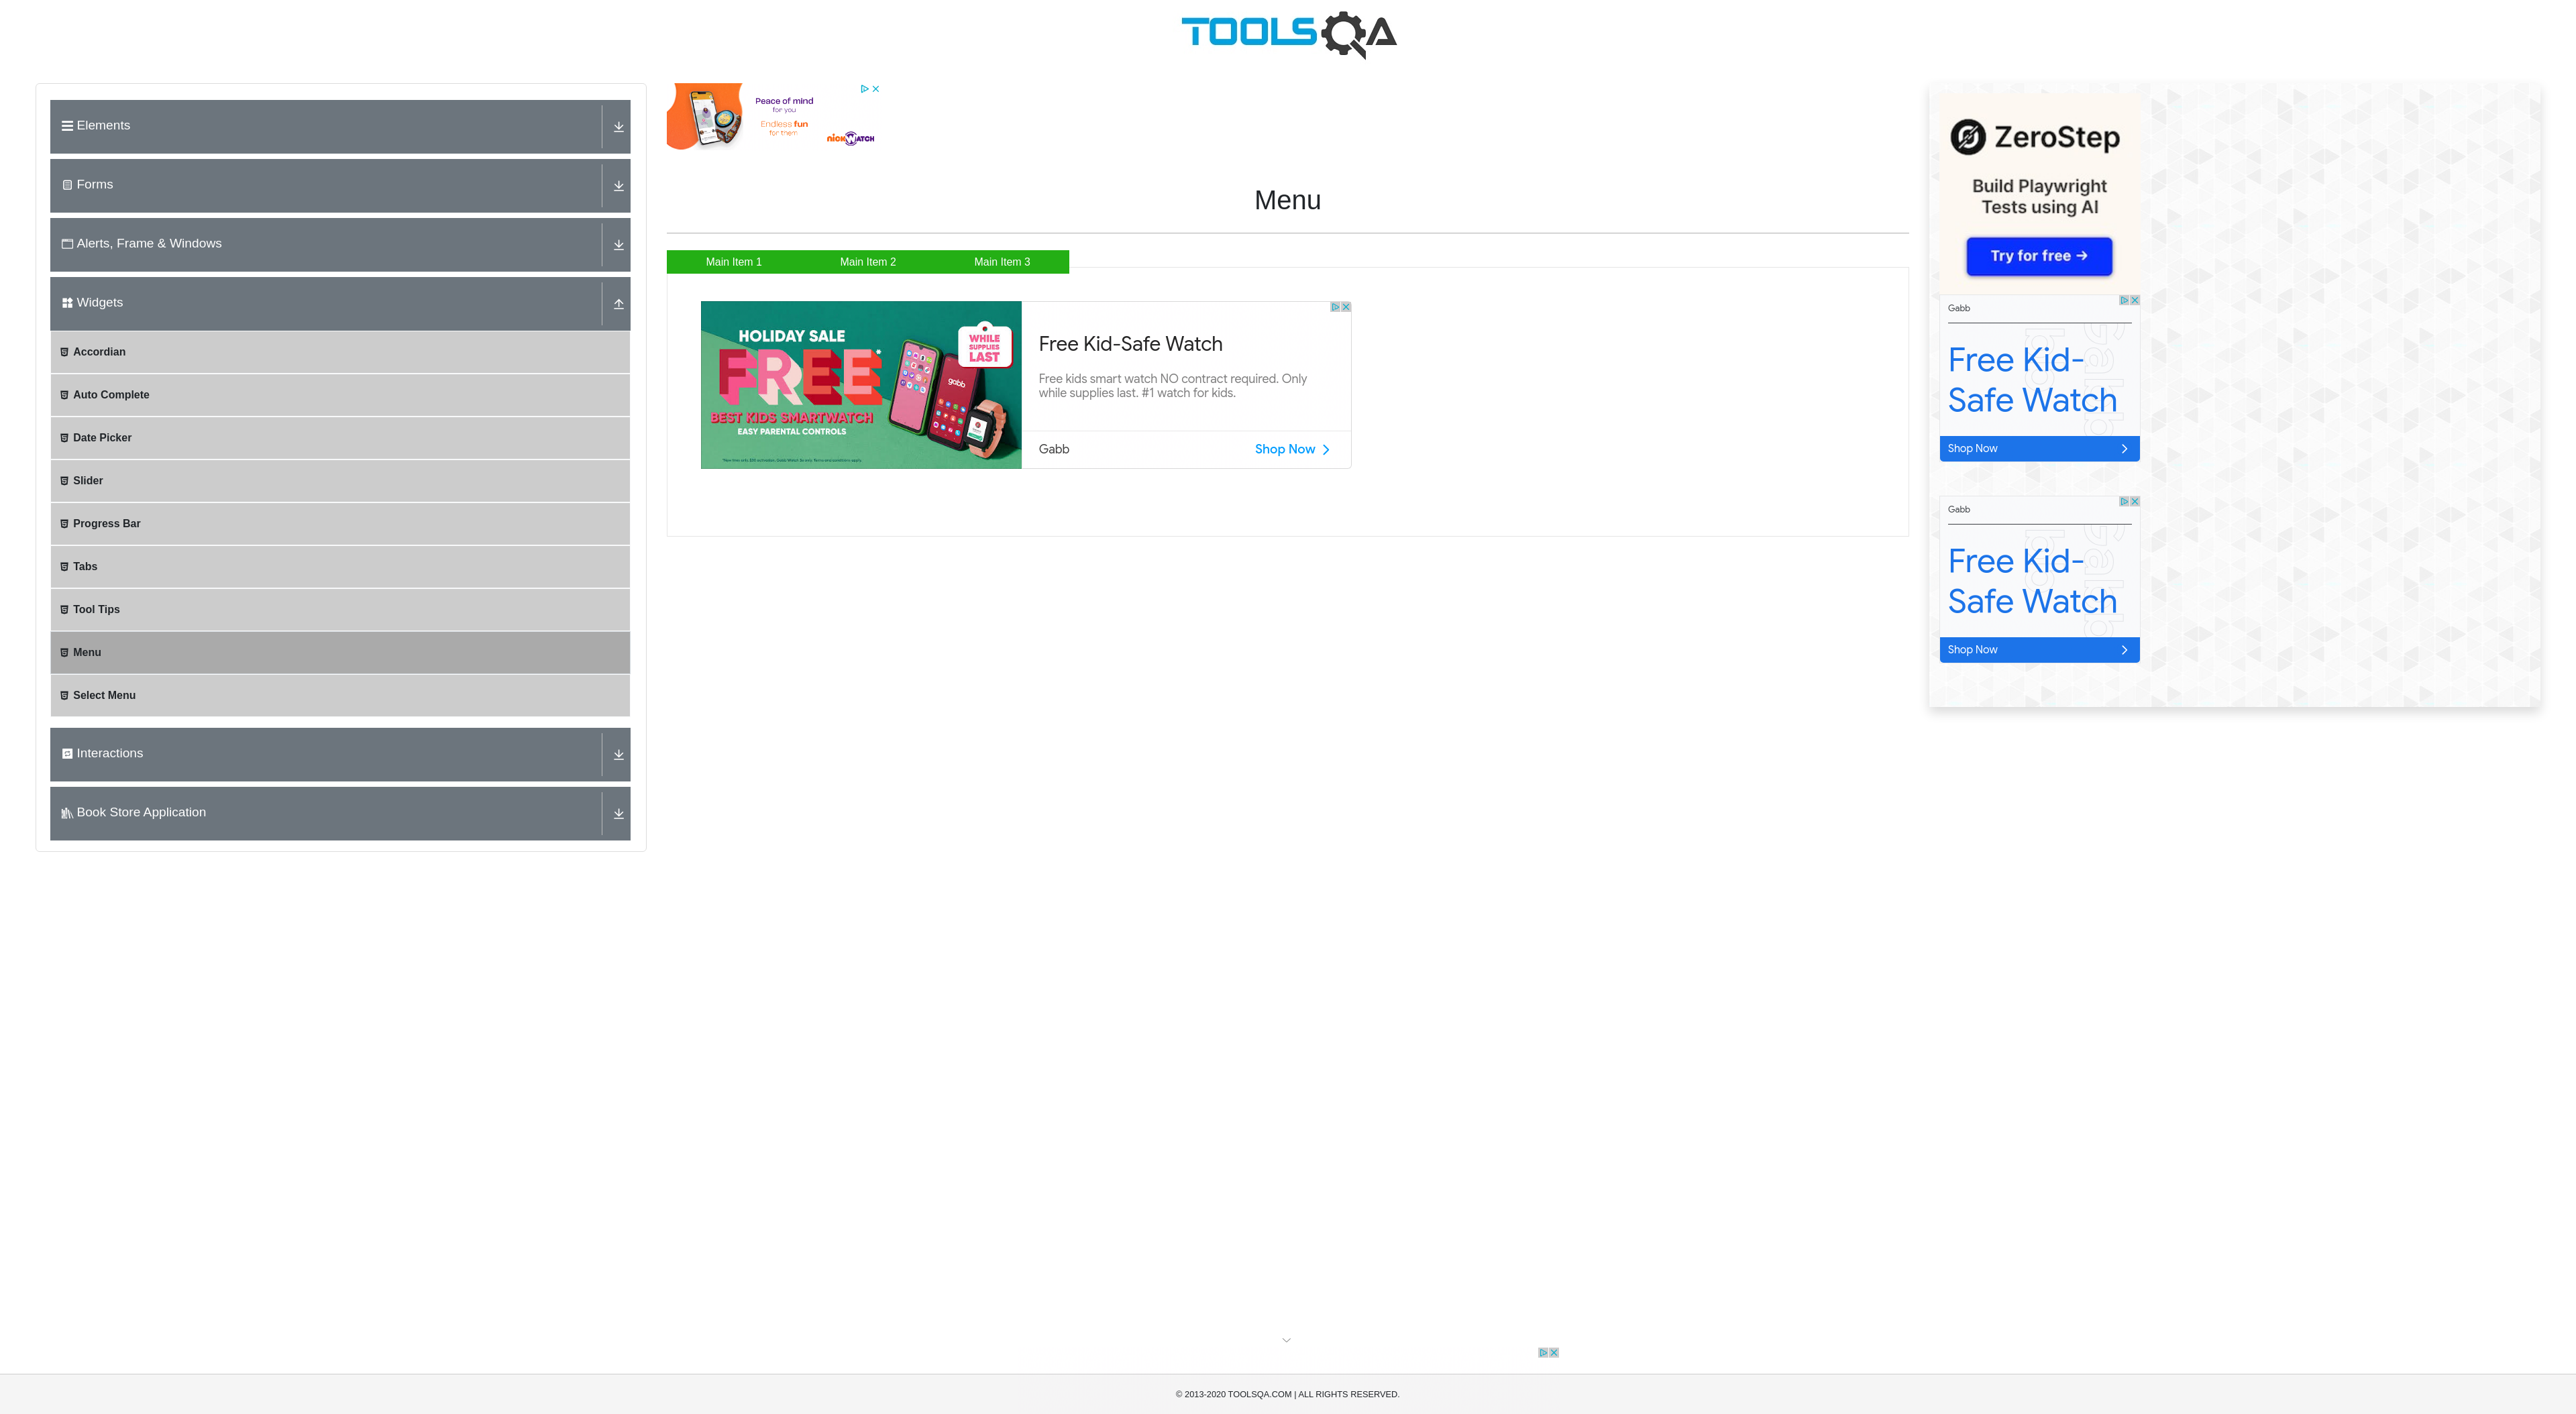 TOOLSQA
Elements
Forms
Alerts, Frame & Windows
Widgets
Accordian
Auto Complete
Date Picker
Slider
Progress Bar
Tabs
Tool Tips
Menu
Select Menu
Interactions
Book Store Application
Peace of mind
for you
Endless fun
for them
nickWATCH
Menu
Main Item 1
Main Item 2
Main Item 3
HOLIDAY SALE
FREE*
BEST KIDS SMARTWATCH
EASY PARENTAL CONTROLS
WHILE
SUPPLIES
LAST
gabb
Free Kid-Safe Watch
Free kids smart watch NO contract required. Only
while supplies last. #1 watch for kids.
Gabb
Shop Now
ZeroStep
Build Playwright
Tests using AI
Try for free →
Gabb
Free Kid-
Safe Watch
Shop Now
Gabb
Free Kid-
Safe Watch
Shop Now
© 2013-2020 TOOLSQA.COM | ALL RIGHTS RESERVED.